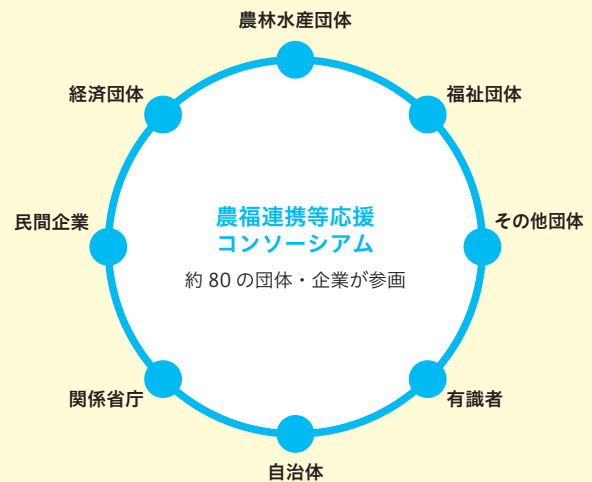 農林水産団体
経済団体
福祉団体
民間企業
農福連携等応援
コンソーシアム
約 80 の団体・企業が参画
その他団体
関係省庁
有識者
自治体